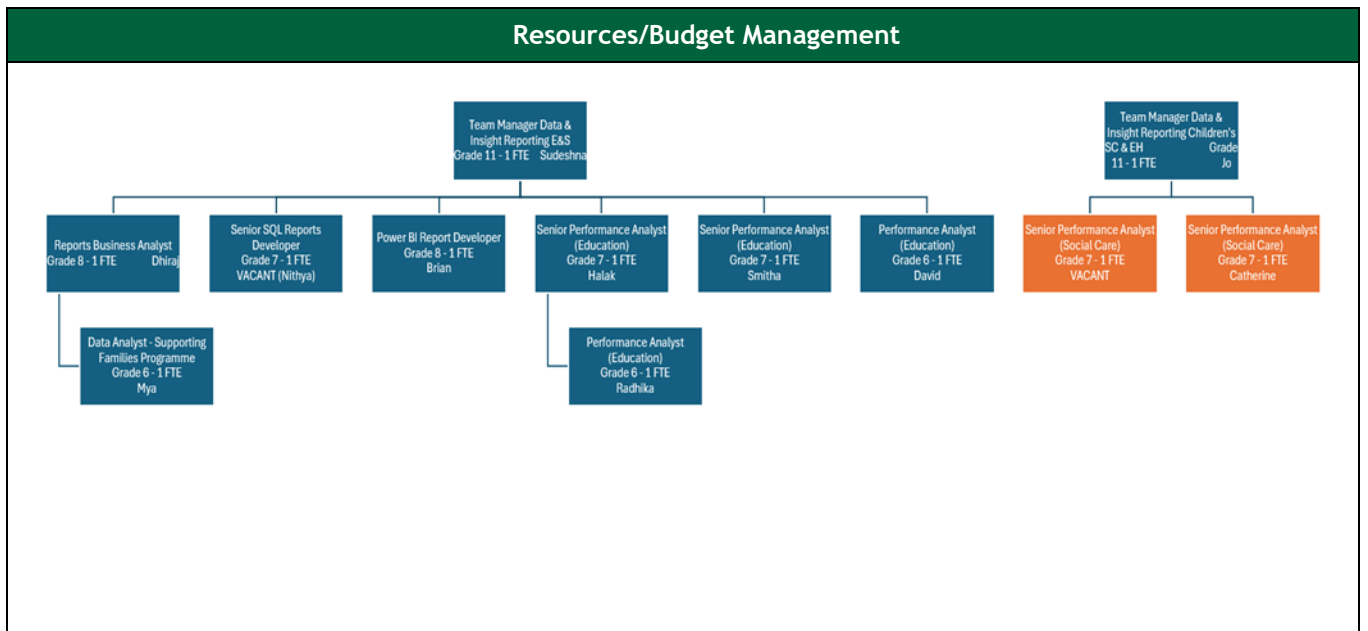 Resources/Budget Management
Team Manager Data &
Insight Reporting E&S
Grade 11 - 1 FTE Sudeshna
Team Manager Data &
Insight Reporting Children's
SC & EH Grade
11 - 1 FTE Jo
Reports Business Analyst
Grade 8 - 1 FTE Dhiraj
Senior SQL Reports
Developer
Grade 7 - 1 FTE
VACANT (Nithya)
Power BI Report Developer
Grade 8 - 1 FTE
Brian
Senior Performance Analyst
(Education)
Grade 7 - 1 FTE
Halak
Senior Performance Analyst
(Education)
Grade 7 - 1 FTE
Smitha
Performance Analyst
(Education)
Grade 6 - 1 FTE
David
Senior Performance Analyst
(Social Care)
Grade 7 - 1 FTE
VACANT
Senior Performance Analyst
(Social Care)
Grade 7 - 1 FTE
Catherine
Data Analyst - Supporting
Families Programme
Grade 6 - 1 FTE
Mya
Performance Analyst
(Education)
Grade 6 - 1 FTE
Radhika